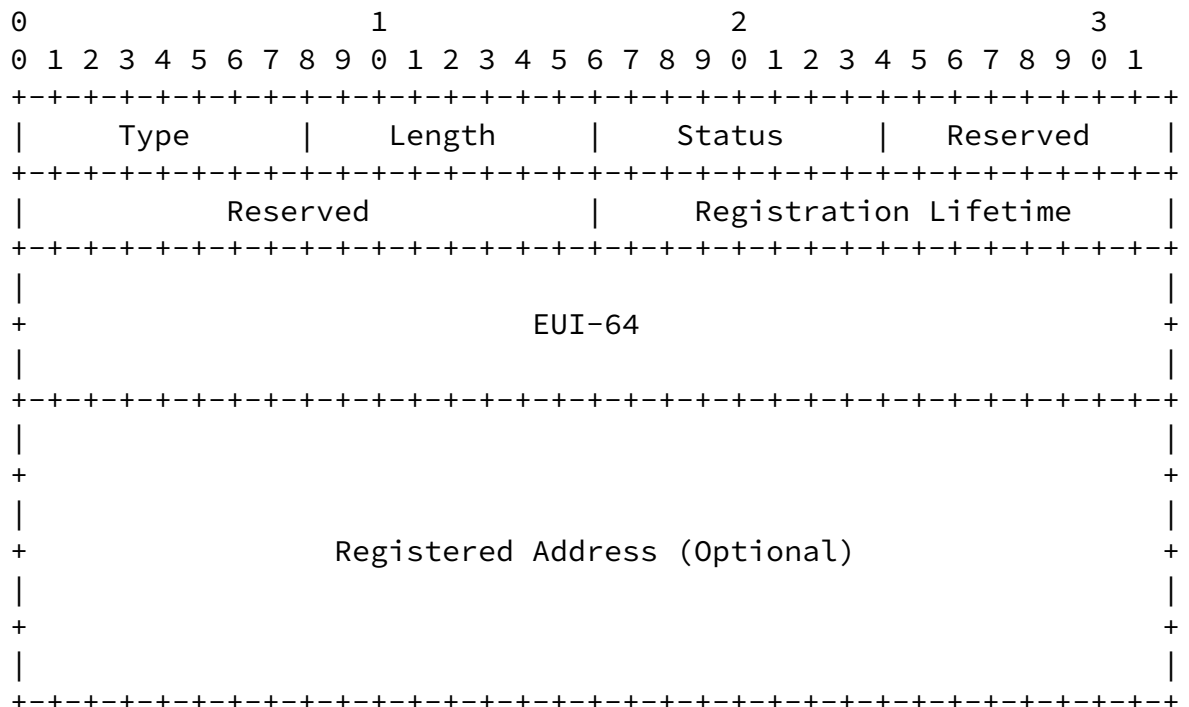 0                   1                   2                   3
0 1 2 3 4 5 6 7 8 9 0 1 2 3 4 5 6 7 8 9 0 1 2 3 4 5 6 7 8 9 0 1
+-+-+-+-+-+-+-+-+-+-+-+-+-+-+-+-+-+-+-+-+-+-+-+-+-+-+-+-+-+-+-+-+
|     Type      |    Length     |    Status     |   Reserved    |
+-+-+-+-+-+-+-+-+-+-+-+-+-+-+-+-+-+-+-+-+-+-+-+-+-+-+-+-+-+-+-+-+
|           Reserved            |     Registration Lifetime     |
+-+-+-+-+-+-+-+-+-+-+-+-+-+-+-+-+-+-+-+-+-+-+-+-+-+-+-+-+-+-+-+-+
|                                                               |
+                            EUI-64                             +
|                                                               |
+-+-+-+-+-+-+-+-+-+-+-+-+-+-+-+-+-+-+-+-+-+-+-+-+-+-+-+-+-+-+-+-+
|                                                               |
+                                                               +
|                                                               |
+                 Registered Address (Optional)                 +
|                                                               |
+                                                               +
|                                                               |
+-+-+-+-+-+-+-+-+-+-+-+-+-+-+-+-+-+-+-+-+-+-+-+-+-+-+-+-+-+-+-+-+